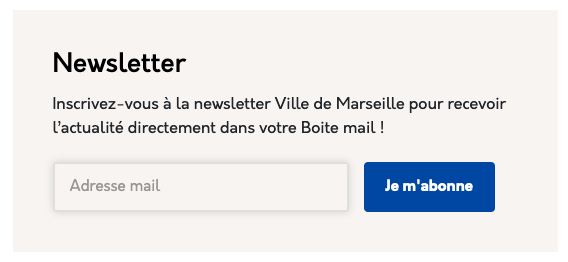 Newsletter
Inscrivez-vous à la newsletter Ville de Marseille pour recevoir
l'actualité directement dans votre Boite mail !
Adresse mail
Je m'abonne